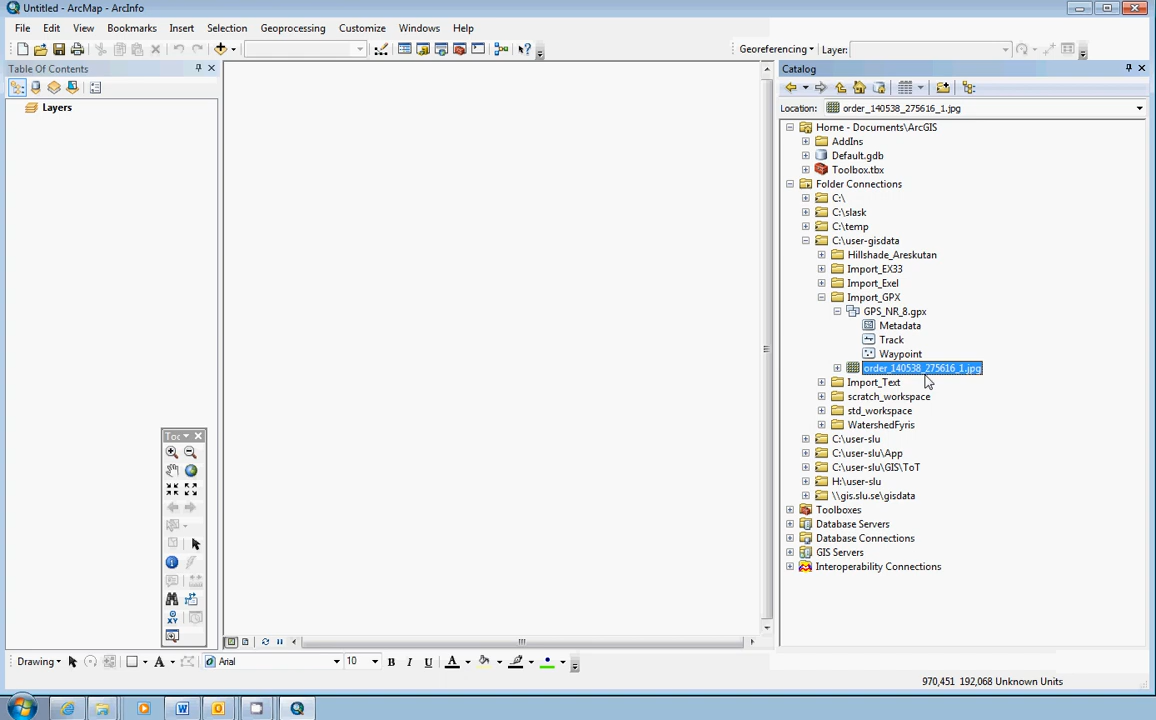 Untitled - ArcMap - ArcInfo
File Edit View Bookmarks Insert Selection Geoprocessing Customize Windows Help
Georeferencing Layer:
Table Of Contents
Layers
Catalog
Location: order_140538_275616_1.jpg
Home - Documents\ArcGIS
AddIns
Default.gdb
Toolbox.tbx
Folder Connections
C:\
C:\slask
C:\temp
C:\user-gisdata
Hillshade_Areskutan
Import_EX33
Import_Exel
Import_GPX
GPS_NR_8.gpx
Metadata
Track
Waypoint
order_140538_275616_1.jpg
Import_Text
scratch_workspace
std_workspace
WatershedFyris
C:\user-slu
C:\user-slu\App
C:\user-slu\GIS\ToT
H:\user-slu
\\gis.slu.se\gisdata
Toolboxes
Database Servers
Database Connections
GIS Servers
Interoperability Connections
Toc
XY
Drawing A Arial 10 B I U A
970,451 192,068 Unknown Units